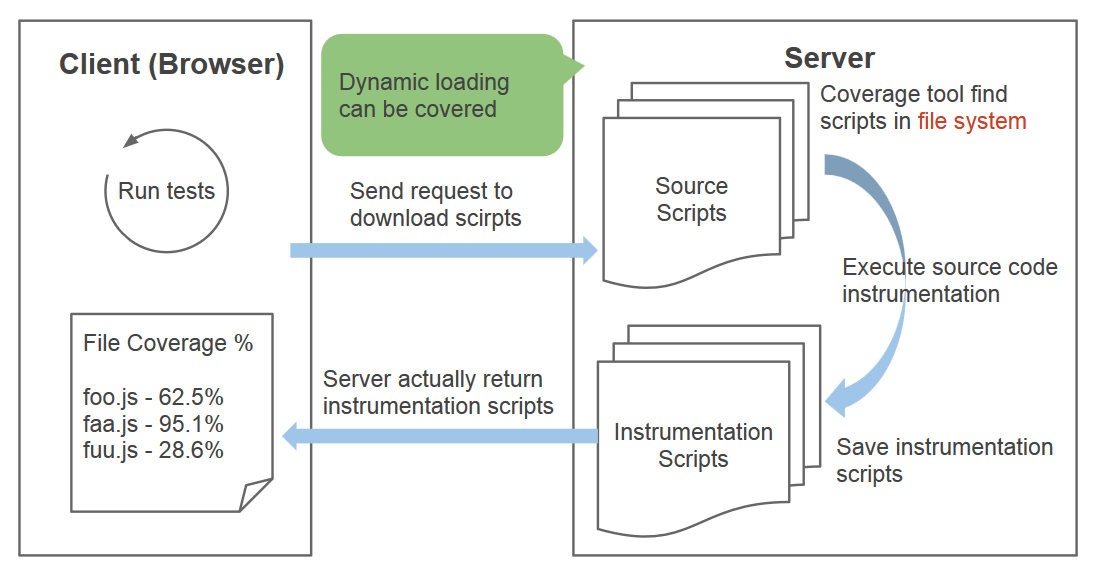 Client (Browser)
Run tests
File Coverage %
foo.js - 62.5%
faa.js - 95.1%
fuu.js - 28.6%
Dynamic loading
can be covered
Send request to
download scirpts
Server actually return
instrumentation scripts
Server
Coverage tool find
scripts in file system
Source
Scripts
Execute source code
instrumentation
Instrumentation
Scripts
Save instrumentation
scripts